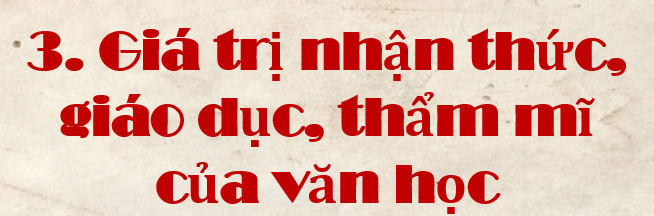 3. Giá trị nhận thức,
giáo dục, thẩm mĩ
của văn học